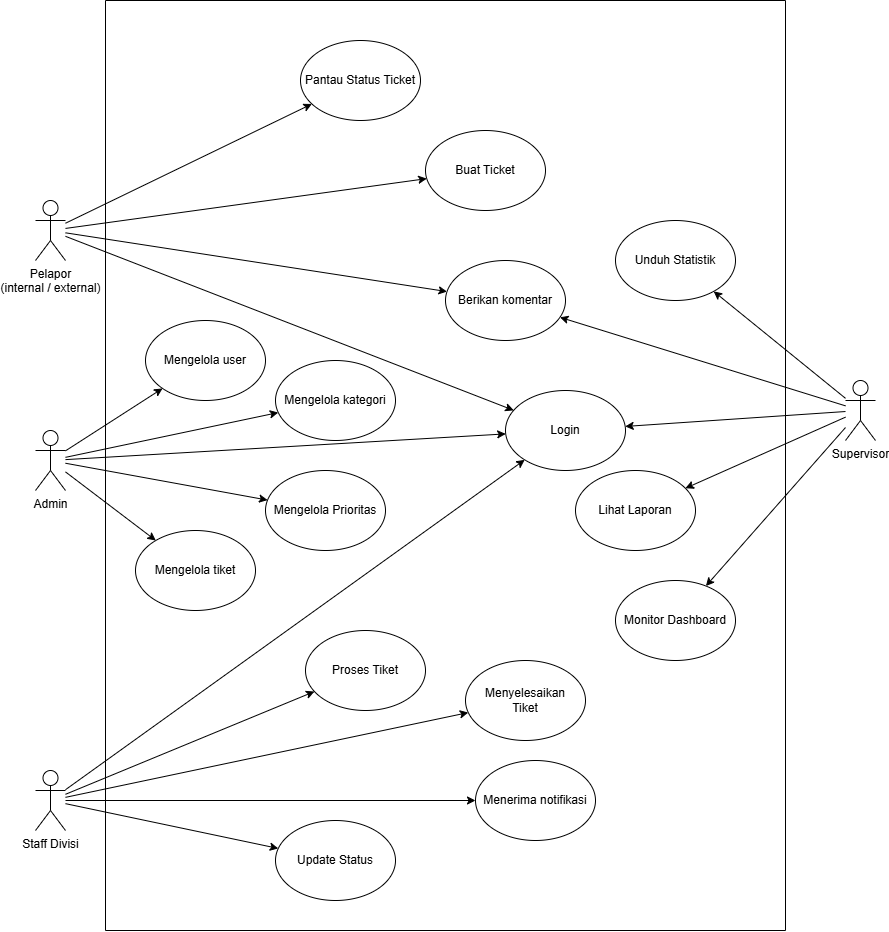 Pantau Status Ticket
Buat Ticket
Pelapor
(internal / external)
Unduh Statistik
Berikan komentar
Mengelola user
Mengelola kategori
Login
Supervisor
Admin
Mengelola Prioritas
Lihat Laporan
Mengelola tiket
Monitor Dashboard
Proses Tiket
Menyelesaikan
Tiket
Menerima notifikasi
Staff Divisi
Update Status